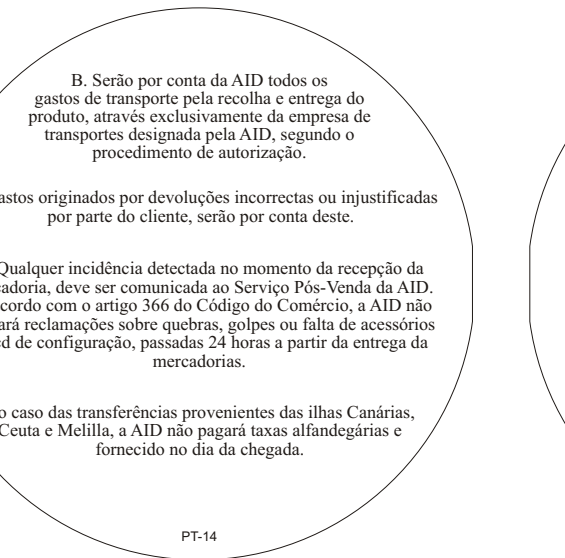 B. Serão por conta da AID todos os
gastos de transporte pela recolha e entrega do
produto, através exclusivamente da empresa de
transportes designada pela AID, segundo o
procedimento de autorização.
originados por devoluções incorrectas ou injustificadas
por parte do cliente, serão por conta deste.
Qualquer incidência detectada no momento da recepção da
deve ser comunicada ao Serviço Pós-Venda da AID.
com o artigo 366 do Código do Comércio, a AID não
reclamações sobre quebras, golpes ou falta de acessórios
de configuração, passadas 24 horas a partir da entrega da
mercadorias.
caso das transferências provenientes das ilhas Canárias,
Ceuta e Melilla, a AID não pagará taxas alfandegárias e
fornecido no dia da chegada.
PT-14